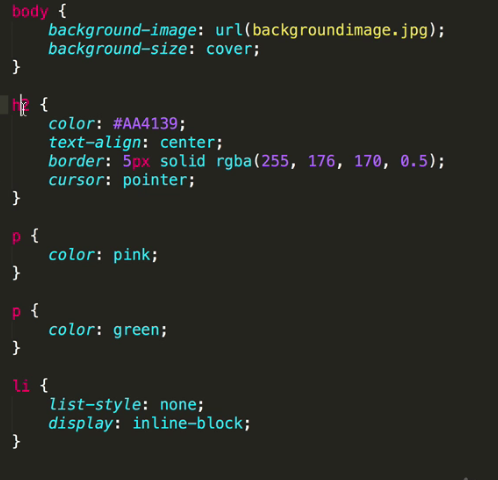 body {
    background-image: url(backgroundimage.jpg);
    background-size: cover;
}
h2 {
    color: #AA4139;
    text-align: center;
    border: 5px solid rgba(255, 176, 170, 0.5);
    cursor: pointer;
}
p {
    color: pink;
}
p {
    color: green;
}
li {
    list-style: none;
    display: inline-block;
}